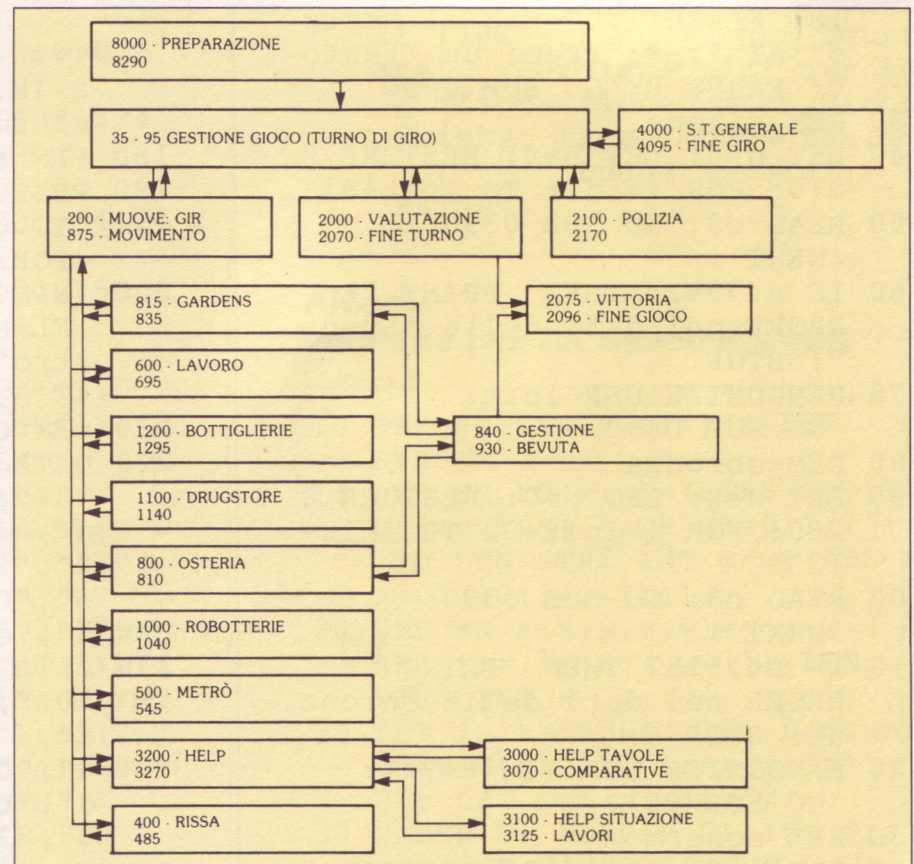 8000 - PREPARAZIONE
8290
35 - 95 GESTIONE GIOCO (TURNO DI GIRO)
4000 - S.T.GENERALE
4095 - FINE GIRO
200 - MUOVE: GIR
875 - MOVIMENTO
2000 - VALUTAZIONE
2070 - FINE TURNO
2100 - POLIZIA
2170
815 - GARDENS
835
2075 - VITTORIA
2096 - FINE GIOCO
600 - LAVORO
695
1200 - BOTTIGLIERIE
1295
840 - GESTIONE
930 - BEVUTA
1100 - DRUGSTORE
1140
800 - OSTERIA
810
1000 - ROBOTTERIE
1040
500 - METRÒ
545
3200 - HELP
3270
3000 - HELP TAVOLE
3070 - COMPARATIVE
3100 - HELP SITUAZIONE
3125 - LAVORI
400 - RISSA
485